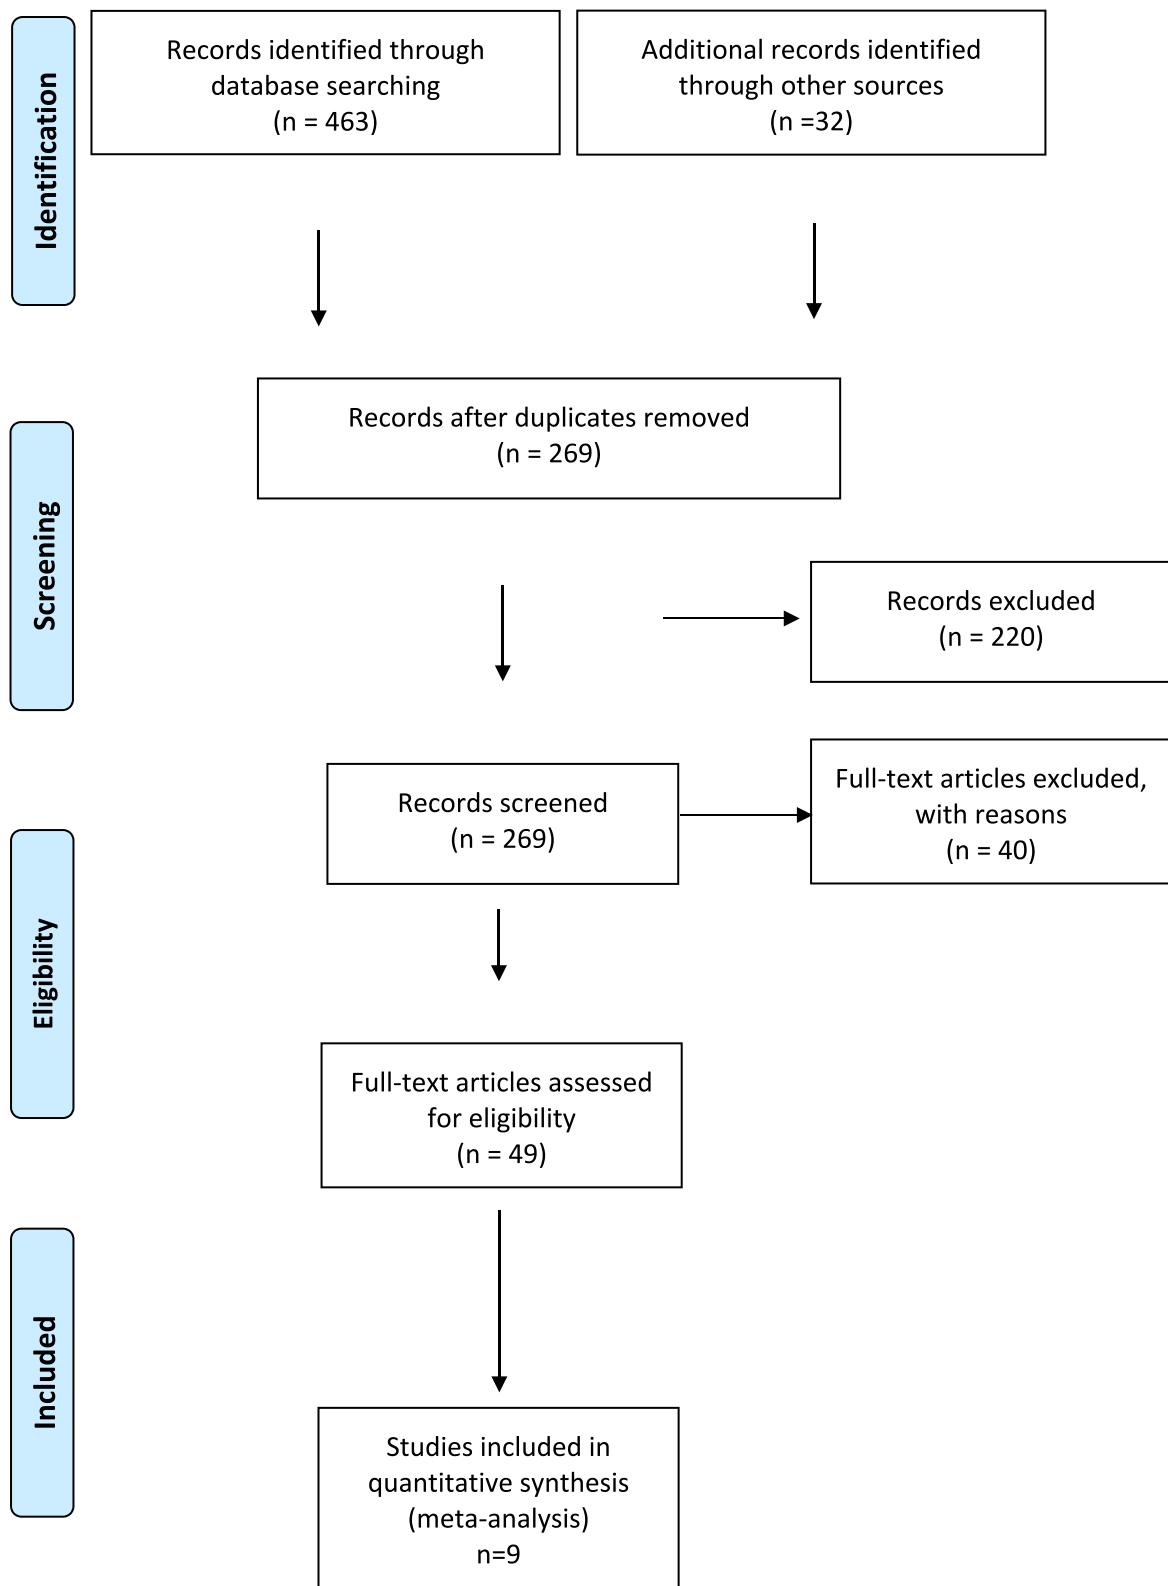 Identification
Records identified through
database searching
(n = 463)
Additional records identified
through other sources
(n =32)
Records after duplicates removed
(n = 269)
Screening
Records excluded
(n = 220)
Records screened
(n = 269)
Full-text articles excluded,
with reasons
(n = 40)
Eligibility
Full-text articles assessed
for eligibility
(n = 49)
Included
Studies included in
quantitative synthesis
(meta-analysis)
n=9